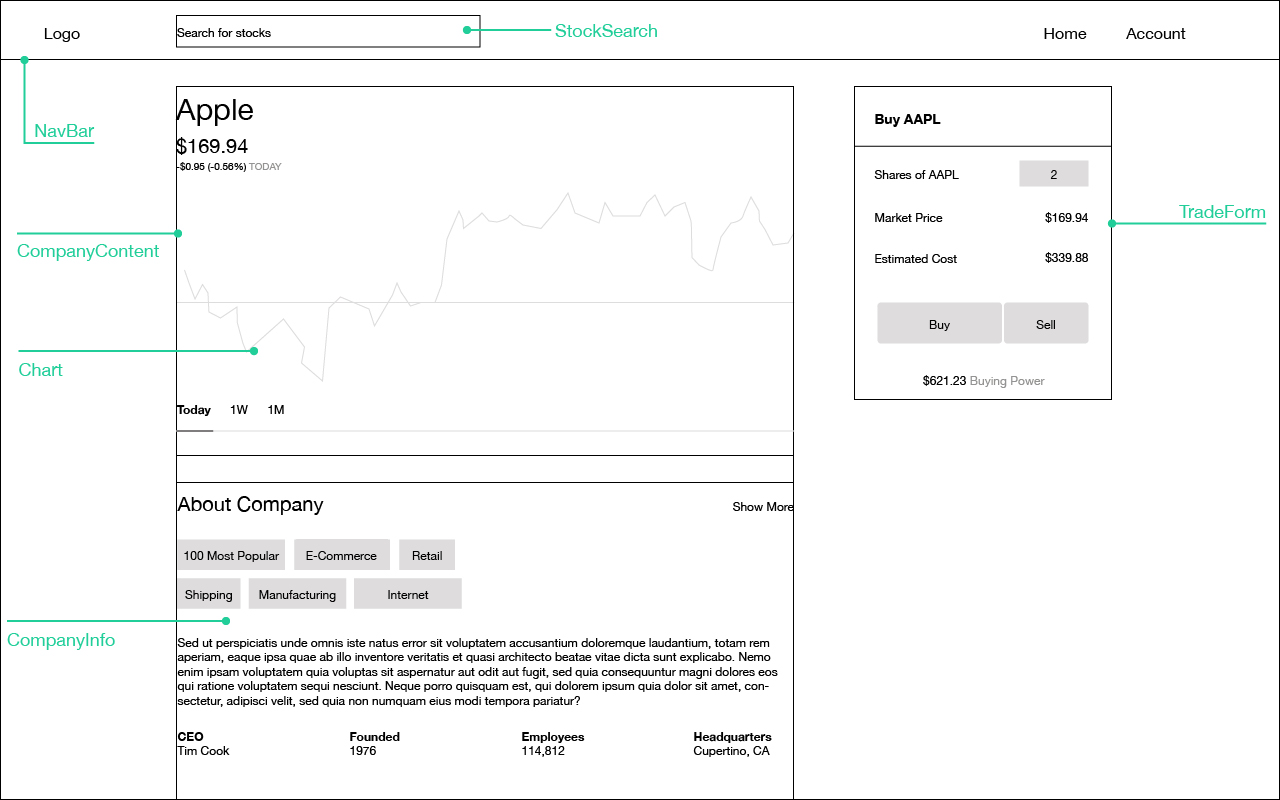 Logo
Search for stocks
StockSearch
Home
Account
NavBar
Apple
$169.94
-$0.95 (-0.56%) TODAY
CompanyContent
Chart
Today 1W 1M
Buy AAPL
Shares of AAPL 2
Market Price $169.94
Estimated Cost $339.88
Buy Sell
$621.23 Buying Power
TradeForm
About Company
Show More
100 Most Popular E-Commerce Retail
Shipping Manufacturing Internet
CompanyInfo
Sed ut perspiciatis unde omnis iste natus error sit voluptatem accusantium doloremque laudantium, totam rem
aperiam, eaque ipsa quae ab illo inventore veritatis et quasi architecto beatae vitae dicta sunt explicabo. Nemo
enim ipsam voluptatem quia voluptas sit aspernatur aut odit aut fugit, sed quia consequuntur magni dolores eos
qui ratione voluptatem sequi nesciunt. Neque porro quisquam est, qui dolorem ipsum quia dolor sit amet, con-
sectetur, adipisci velit, sed quia non numquam eius modi tempora pariatur?
CEO Founded Employees Headquarters
Tim Cook 1976 114,812 Cupertino, CA